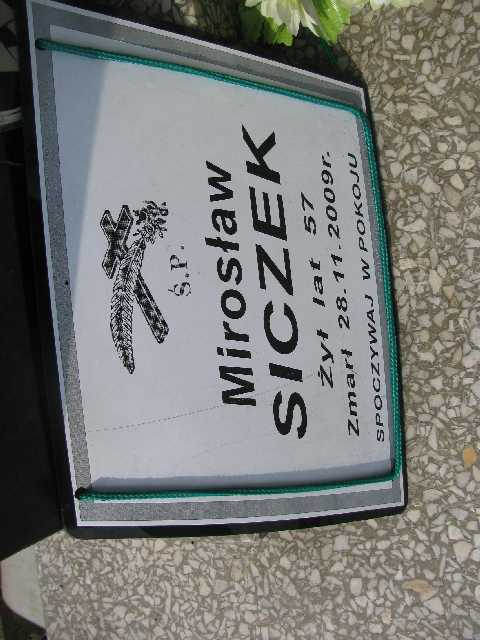 Ś.P.
Mirosław
SICZEK
Żył lat 57
Zmarł 28.11.2009r.
SPOCZYWAJ W POKOJU